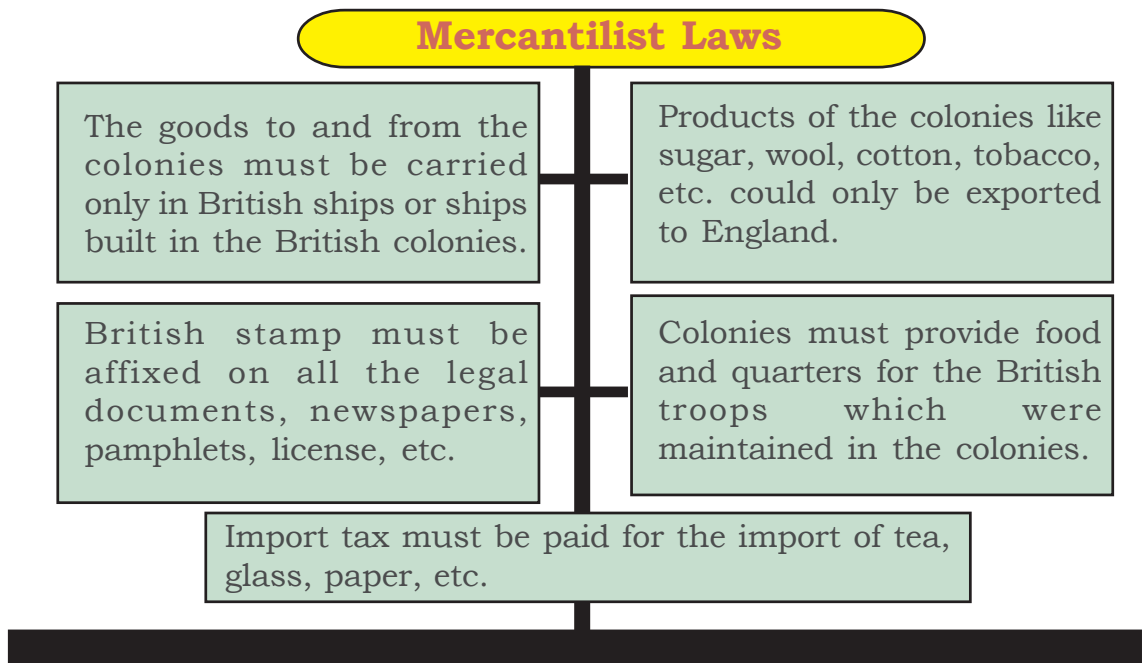 Mercantilist Laws
The goods to and from the
colonies must be carried
only in British ships or ships
built in the British colonies.
Products of the colonies like
sugar, wool, cotton, tobacco,
etc. could only be exported
to England.
British stamp must be
affixed on all the legal
documents, newspapers,
pamphlets, license, etc.
Colonies must provide food
and quarters for the British
troops which were
maintained in the colonies.
Import tax must be paid for the import of tea,
glass, paper, etc.